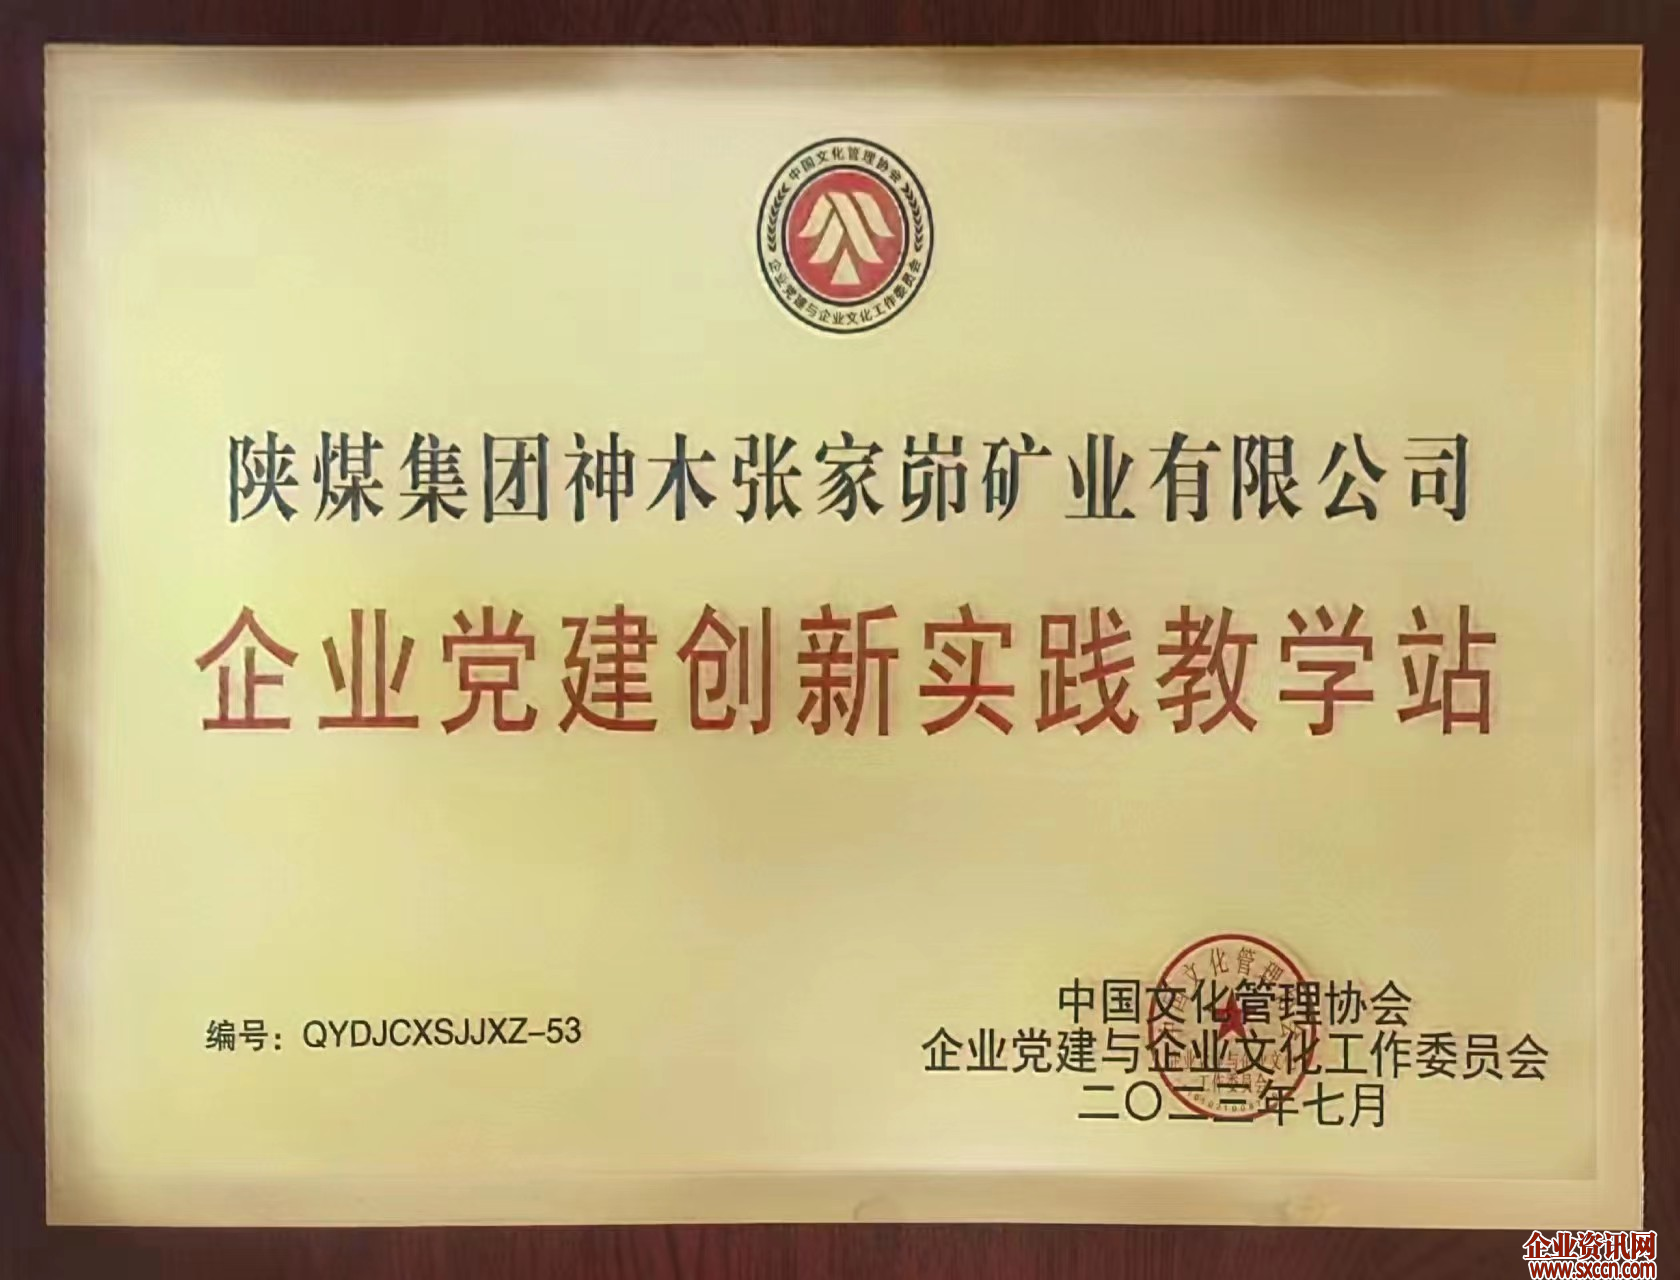 中国文化管理协会
企业党建与企业文化工作委员会
陕煤集团神木张家峁矿业有限公司
企业党建创新实践教学站
编号：QYDJCXSJJXZ-53
中国文化管理协会
企业党建与企业文化工作委员会
二〇二三年七月
企业资讯网
www.sxccn.com